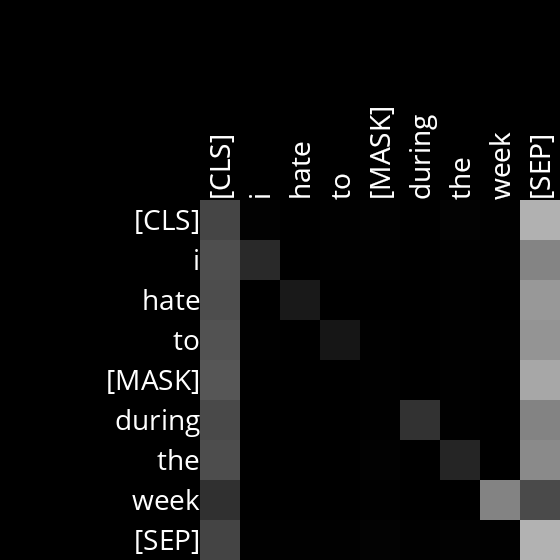 [CLS] i hate to [MASK] during the week [SEP]
[CLS]
i
hate
to
[MASK]
during
the
week
[SEP]